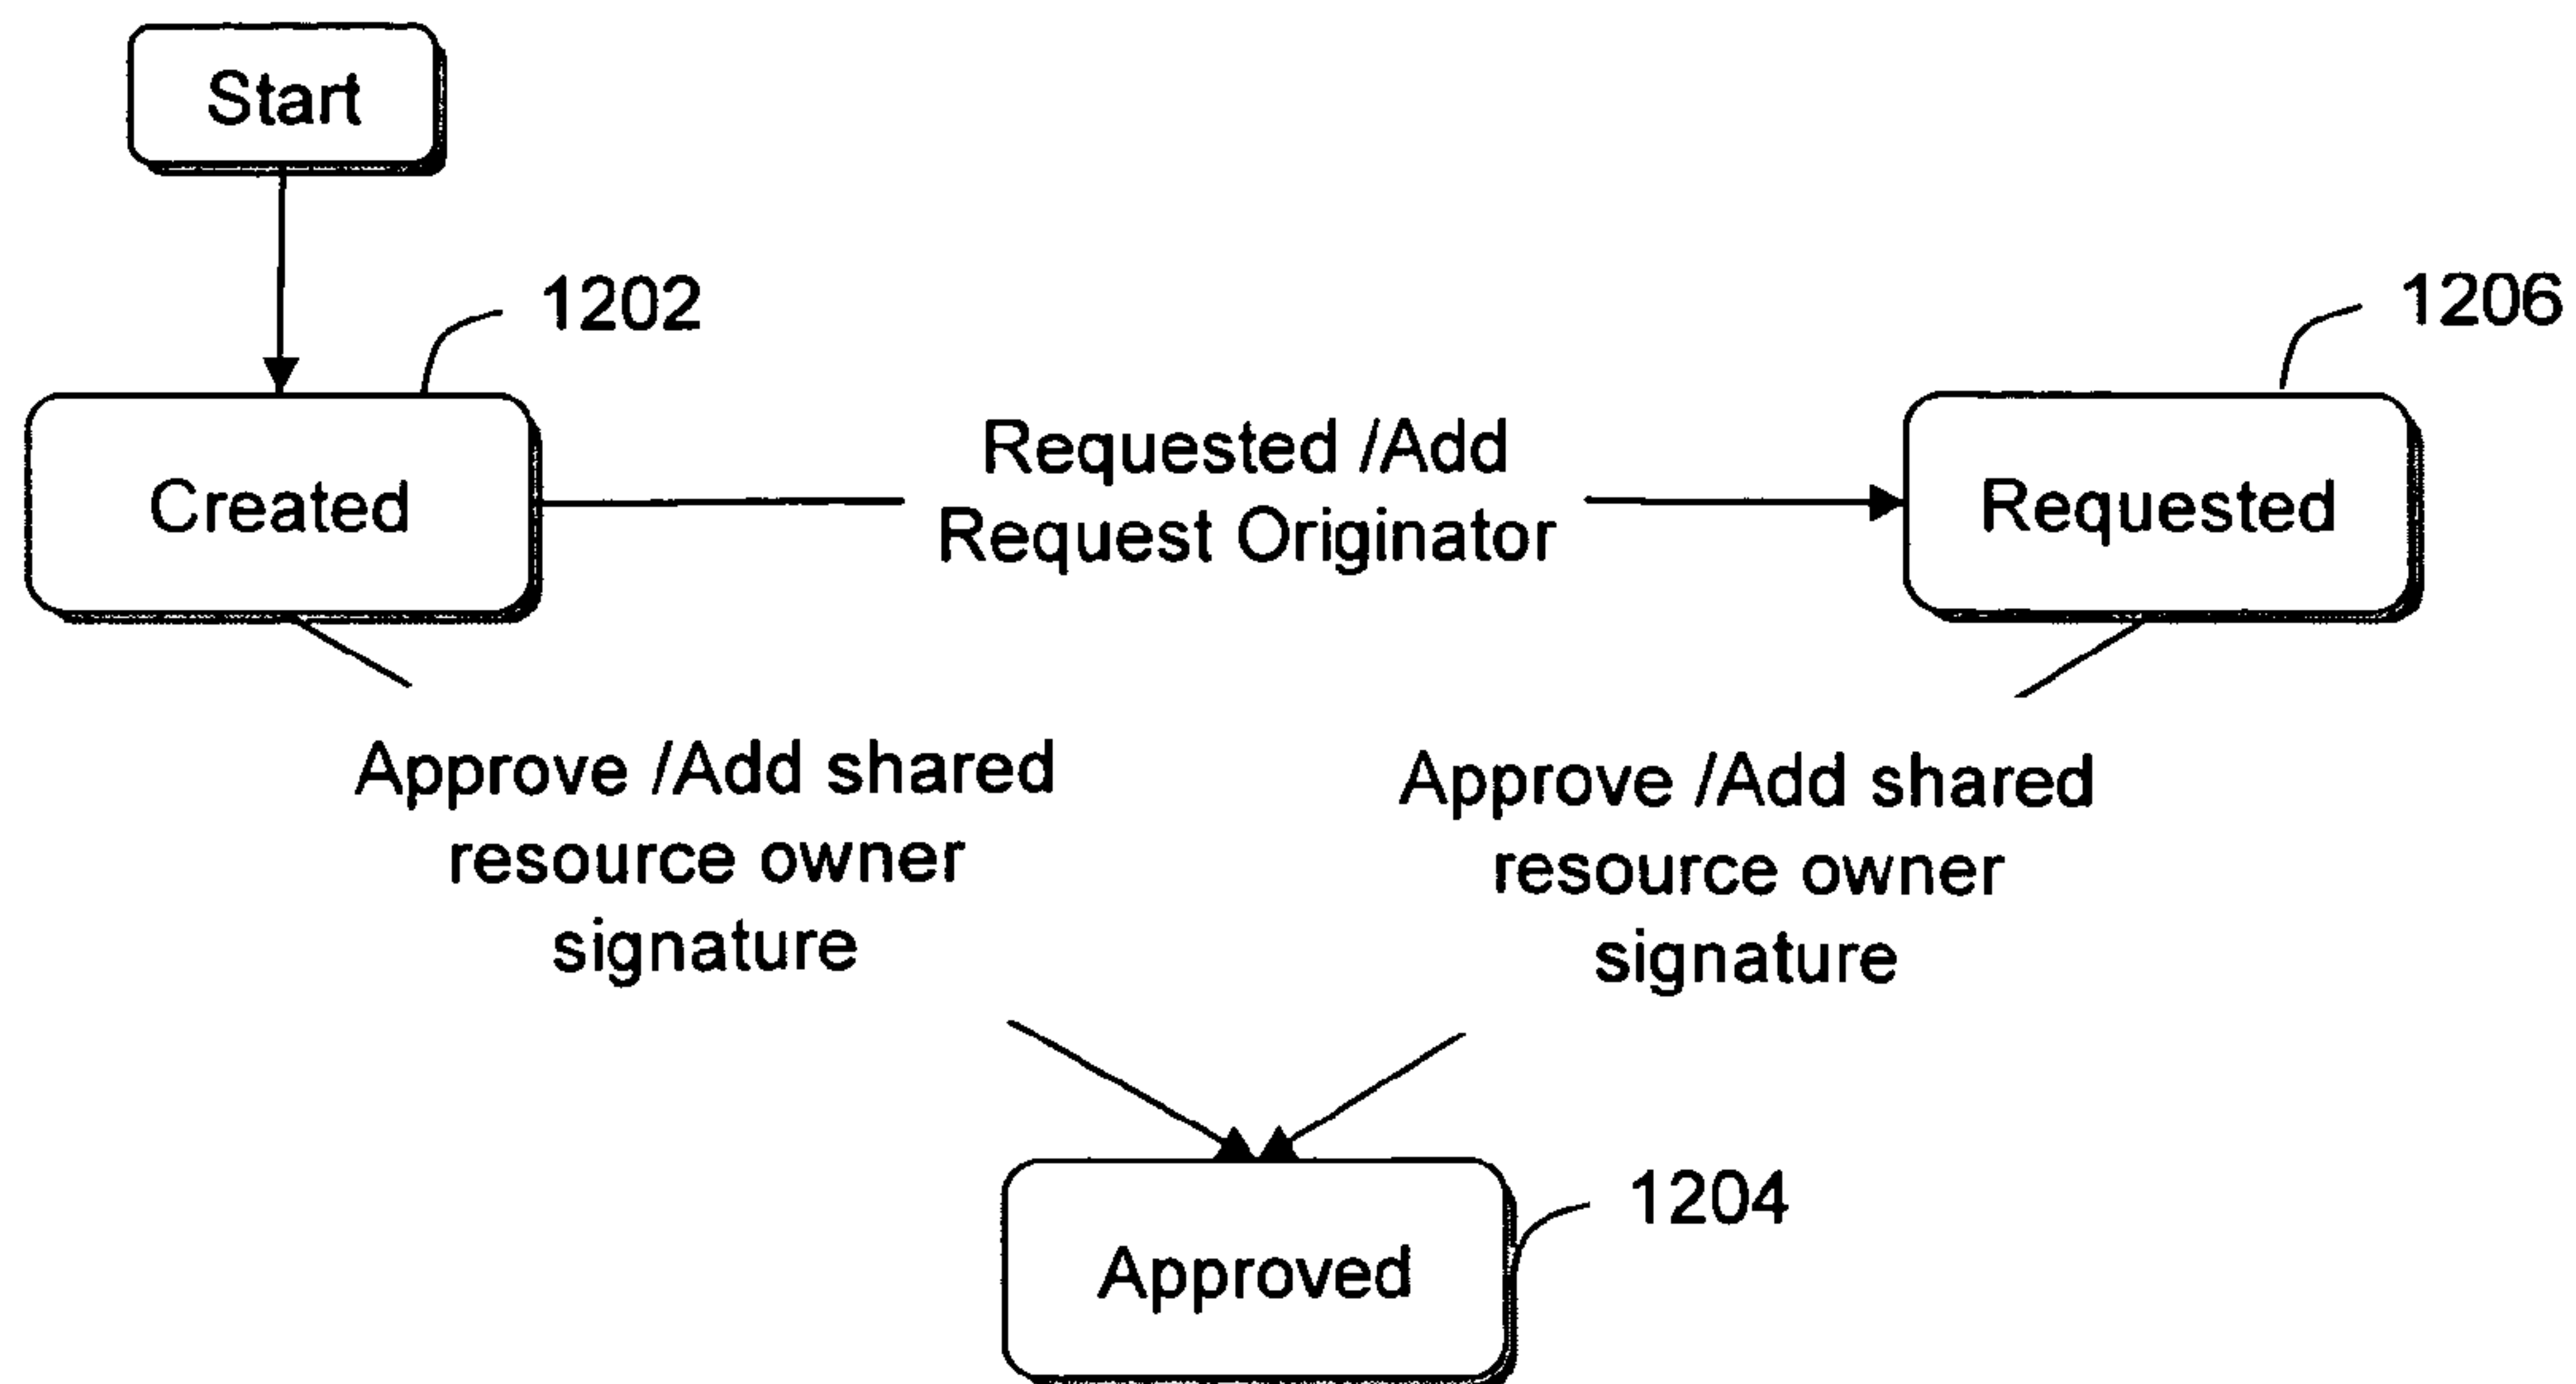 Start
1202
1206
Created
Requested /Add
Request Originator
Requested
Approve /Add shared
resource owner
signature
Approve /Add shared
resource owner
signature
1204
Approved